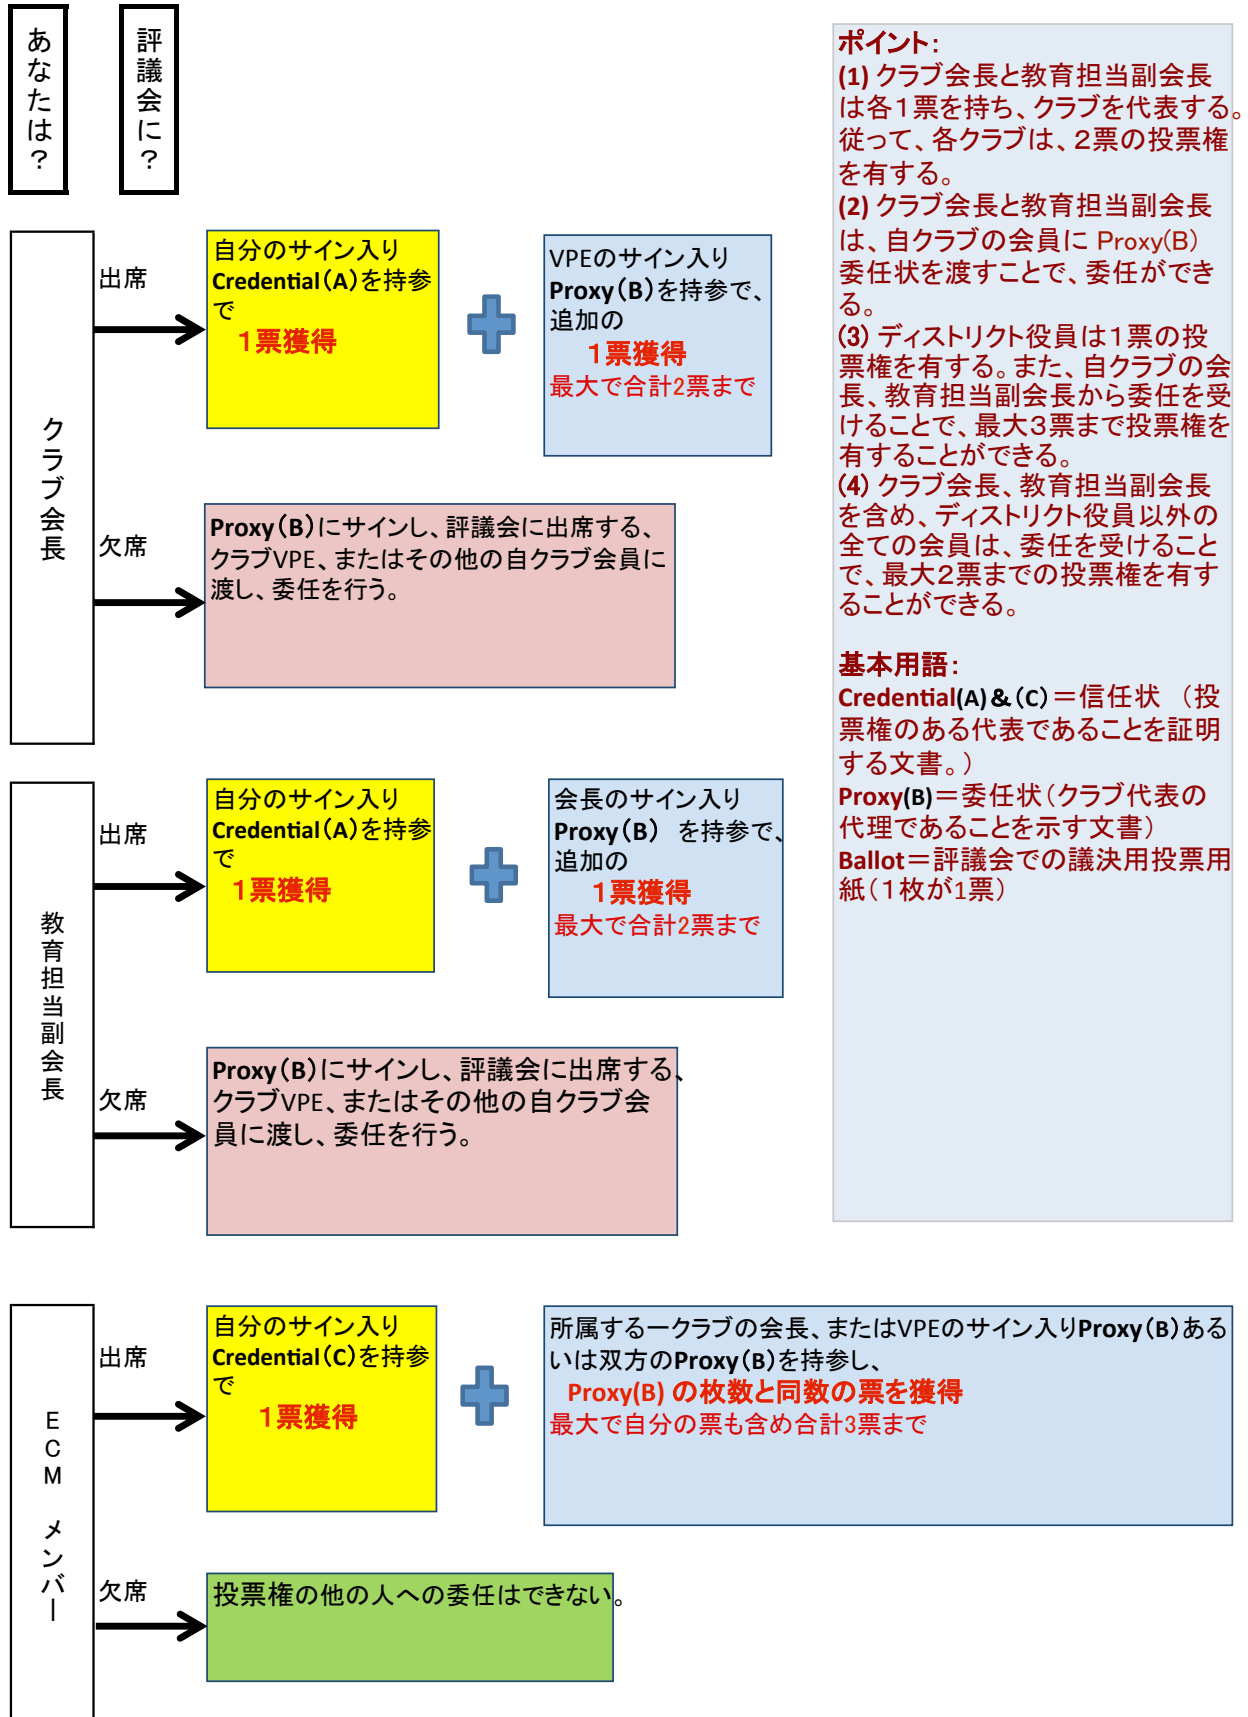 あなたは？
評議会に？
クラブ会長
出席
自分のサイン入り
Credential（A）を持参
で
１票獲得
VPEのサイン入り
Proxy（B）を持参で、
追加の
１票獲得
最大で合計2票まで
欠席
Proxy（B）にサインし、評議会に出席する、
クラブVPE、またはその他の自クラブ会員に
渡し、委任を行う。
教育担当副会長
出席
自分のサイン入り
Credential（A）を持参
で
１票獲得
会長のサイン入り
Proxy（B） を持参で、
追加の
１票獲得
最大で合計2票まで
欠席
Proxy（B）にサインし、評議会に出席する、
クラブVPE、またはその他の自クラブ会
員に渡し、委任を行う。
ECM メンバー
出席
自分のサイン入り
Credential（C）を持参
で
１票獲得
所属する一クラブの会長、またはVPEのサイン入りProxy（B）ある
いは双方のProxy（B）を持参し、
Proxy(B) の枚数と同数の票を獲得
最大で自分の票も含め合計3票まで
欠席
投票権の他の人への委任はできない。
ポイント：
(1) クラブ会長と教育担当副会長
は各１票を持ち、クラブを代表する。
従って、各クラブは、２票の投票権
を有する。
(2) クラブ会長と教育担当副会長
は、自クラブの会員に Proxy(B)
委任状を渡すことで、委任ができ
る。
(3) ディストリクト役員は１票の投
票権を有する。また、自クラブの会
長、教育担当副会長から委任を受
けることで、最大３票まで投票権を
有することができる。
(4) クラブ会長、教育担当副会長
を含め、ディストリクト役員以外の
全ての会員は、委任を受けること
で、最大２票までの投票権を有す
ることができる。
基本用語：
Credential(A)＆（C）＝信任状 （投
票権のある代表であることを証明
する文書。）
Proxy(B)＝委任状（クラブ代表の
代理であることを示す文書）
Ballot＝評議会での議決用投票用
紙（１枚が1票）